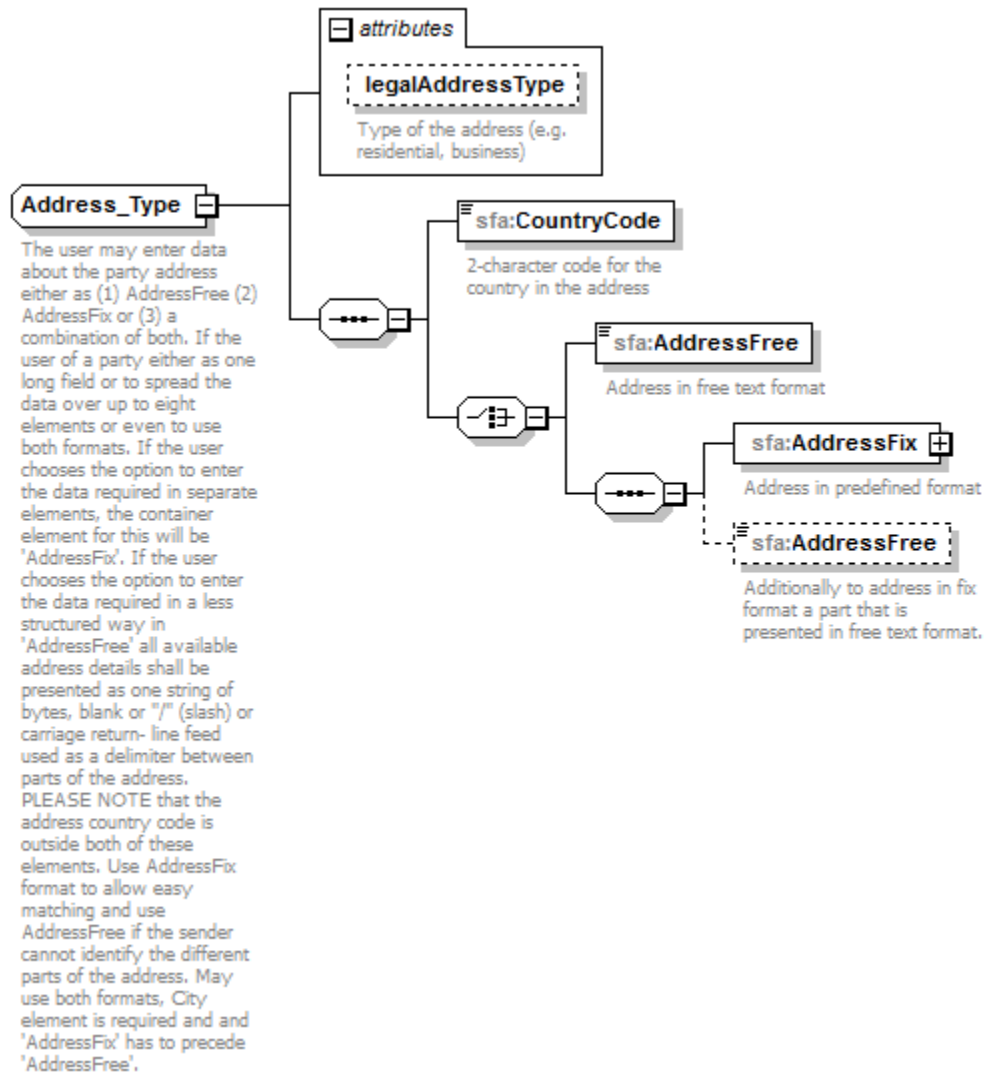 attributes
legalAddressType
Type of the address (e.g.
residential, business)
Address_Type
The user may enter data
about the party address
either as (1) AddressFree (2)
AddressFix or (3) a
combination of both. If the
user of a party either as one
long field or to spread the
data over up to eight
elements or even to use
both formats. If the user
chooses the option to enter
the data required in separate
elements, the container
element for this will be
'AddressFix'. If the user
chooses the option to enter
the data required in a less
structured way in
'AddressFree' all available
address details shall be
presented as one string of
bytes, blank or "/" (slash) or
carriage return- line feed
used as a delimiter between
parts of the address.
PLEASE NOTE that the
address country code is
outside both of these
elements. Use AddressFix
format to allow easy
matching and use
AddressFree if the sender
cannot identify the different
parts of the address. May
use both formats, City
element is required and and
'AddressFix' has to precede
'AddressFree'.
sfa:CountryCode
2-character code for the
country in the address
sfa:AddressFree
Address in free text format
sfa:AddressFix
Address in predefined format
sfa:AddressFree
Additionally to address in fix
format a part that is
presented in free text format.